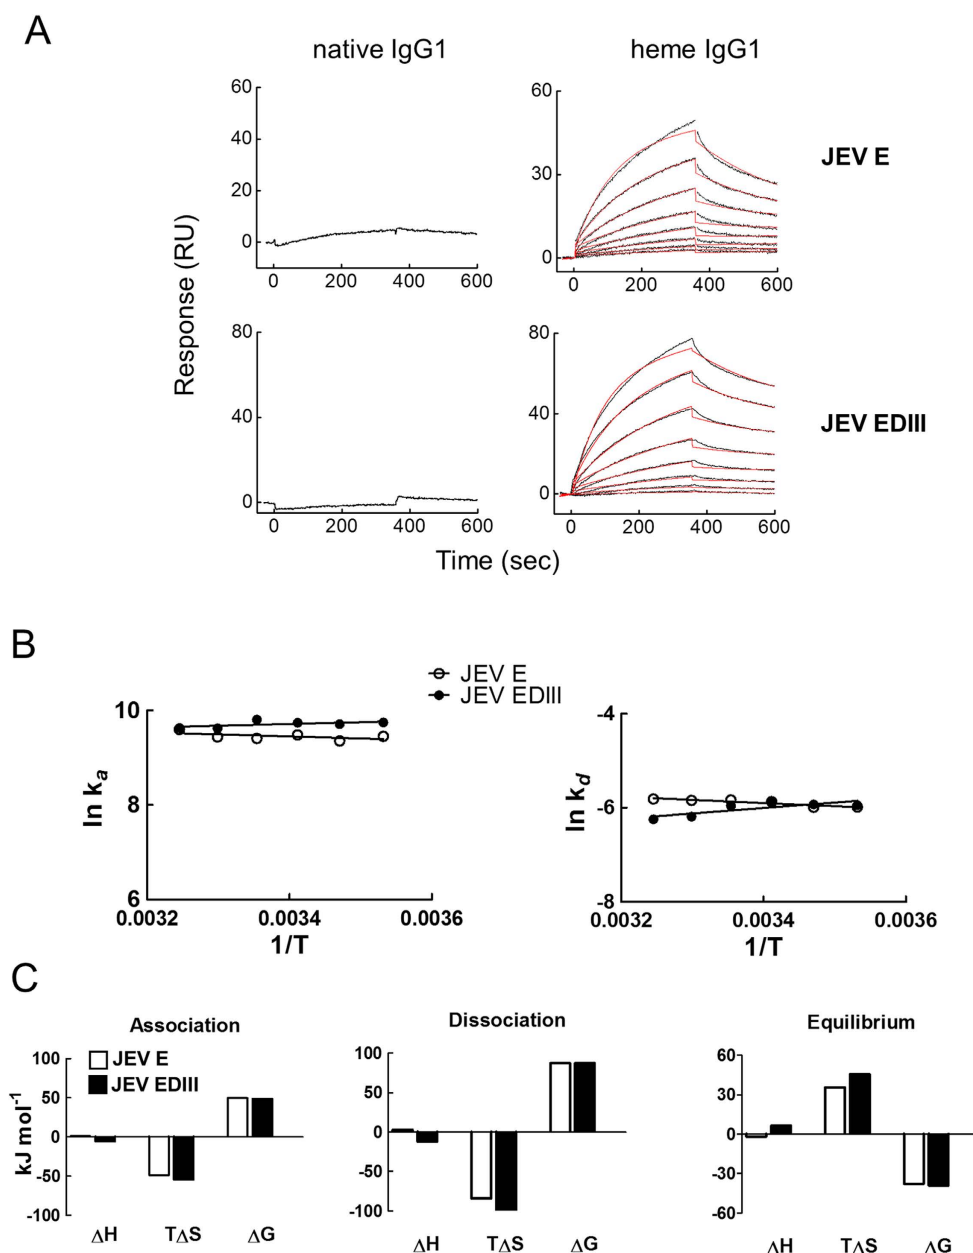 A
native IgG1
heme IgG1
Response (RU)
60
40
20
0
0 200 400 600
60
30
0
0 200 400 600
JEV E
80
40
0
0 200 400 600
80
40
0
0 200 400 600
JEV EDIII
Time (sec)
B
JEV E
JEV EDIII
ln ka
10
8
6
0.0032 0.0034 0.0036
1/T
ln kd
-4
-6
-8
0.0032 0.0034 0.0036
1/T
C
Association
JEV E
JEV EDIII
kJ mol-1
100
50
0
-50
-100
ΔH TΔS ΔG
Dissociation
100
50
0
-50
-100
ΔH TΔS ΔG
Equilibrium
60
30
0
-30
-60
ΔH TΔS ΔG